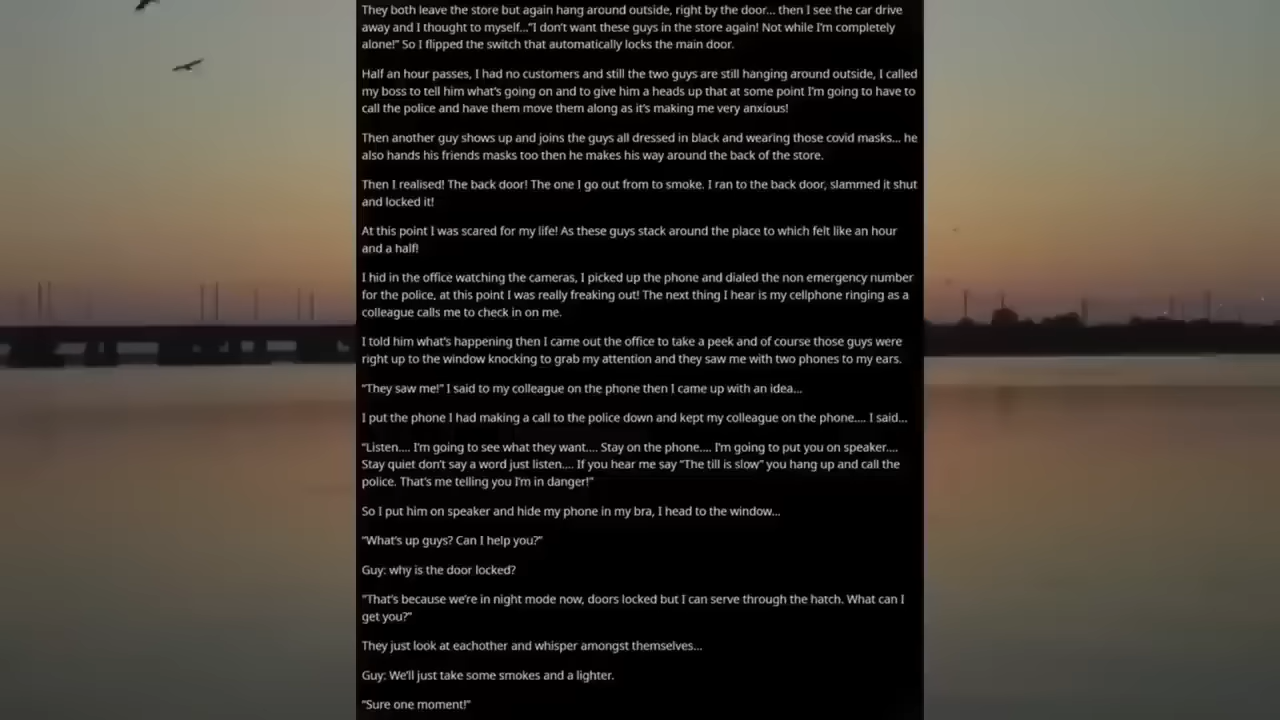 They both leave the store but again hang around outside, right by the door... then I see the car drive
away and I thought to myself..."I don't want these guys in the store again! Not while I'm completely
alone!" So I flipped the switch that automatically locks the main door.
Half an hour passes, I had no customers and still the two guys are still hanging around outside, I called
my boss to tell him what's going on and to give him a heads up that at some point I'm going to have to
call the police and have them move them along as it's making me very anxious!
Then another guy shows up and joins the guys all dressed in black and wearing those covid masks... he
also hands his friends masks too then he makes his way around the back of the store.
Then I realised! The back door! The one I go out from to smoke. I ran to the back door, slammed it shut
and locked it!
At this point I was scared for my life! As these guys stack around the place to which felt like an hour
and a half!
I hid in the office watching the cameras, I picked up the phone and dialed the non emergency number
for the police, at this point I was really freaking out! The next thing I hear is my cellphone ringing as a
colleague calls me to check in on me.
I told him what's happening then I came out the office to take a peek and of course those guys were
right up to the window knocking to grab my attention and they saw me with two phones to my ears.
"They saw me!" I said to my colleague on the phone then I came up with an idea...
I put the phone I had making a call to the police down and kept my colleague on the phone.... I said...
"Listen.... I'm going to see what they want.... Stay on the phone.... I'm going to put you on speaker....
Stay quiet don't say a word just listen.... If you hear me say "The till is slow" you hang up and call the
police. That's me telling you I'm in danger!"
So I put him on speaker and hide my phone in my bra, I head to the window...
"What's up guys? Can I help you?"
Guy: why is the door locked?
"That's because we're in night mode now, doors locked but I can serve through the hatch. What can I
get you?"
They just look at eachother and whisper amongst themselves...
Guy: We'll just take some smokes and a lighter.
"Sure one moment!"